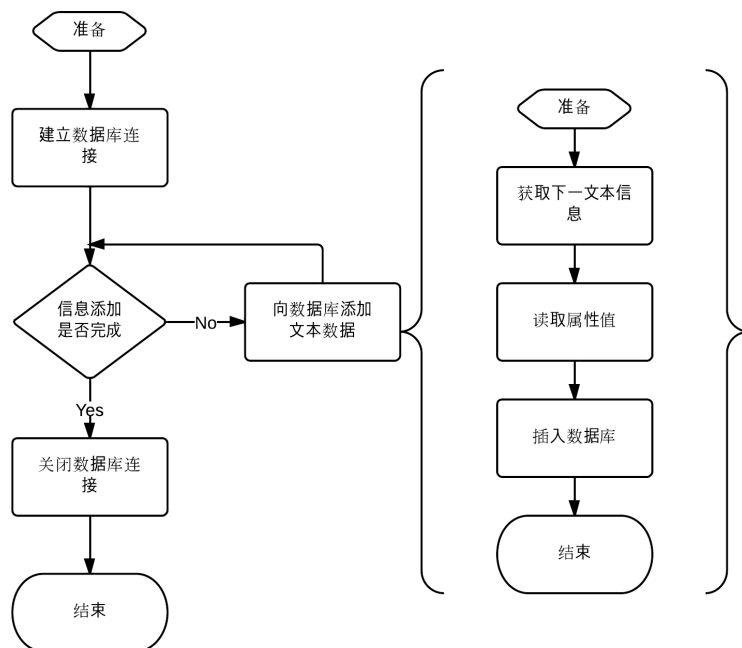 准备
建立数据库连
接
信息添加
是否完成
No
向数据库添加
文本数据
Yes
关闭数据库连
接
结束
准备
获取下一文本信
息
读取属性值
插入数据库
结束